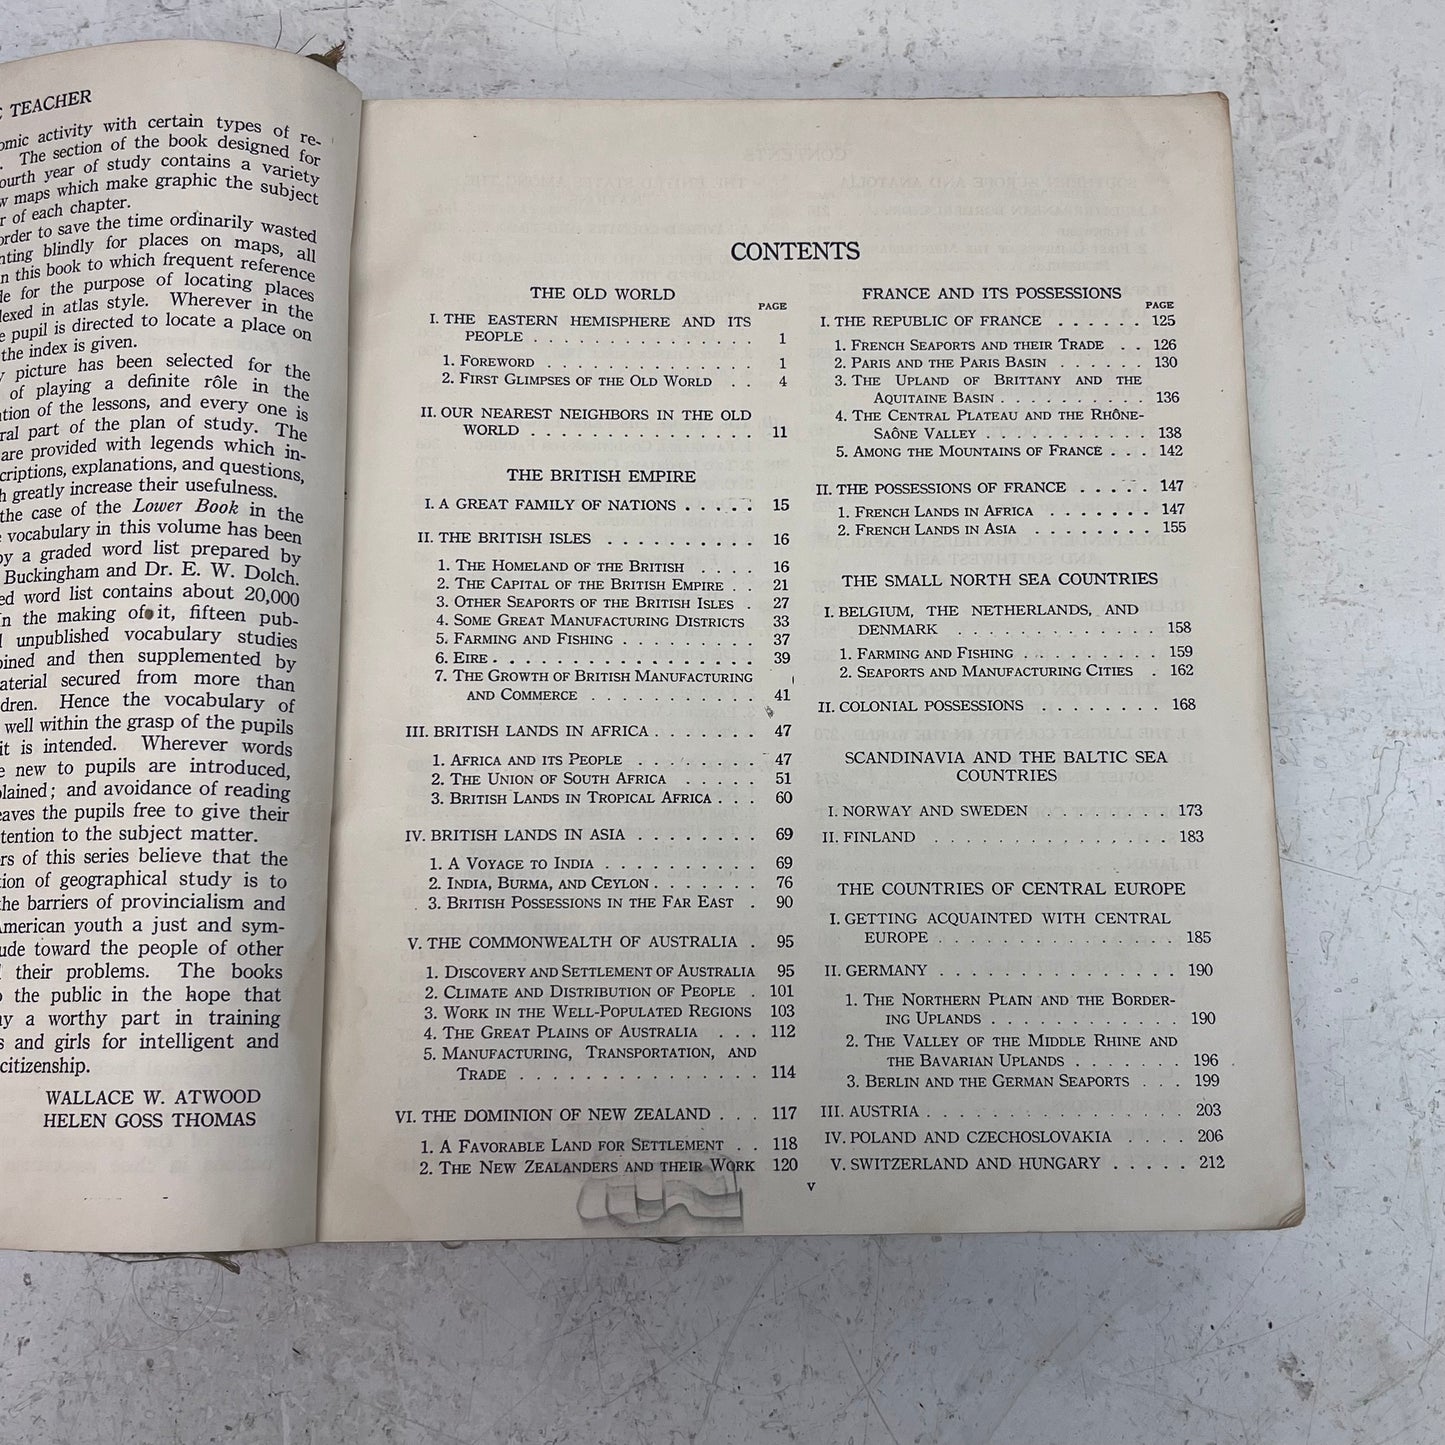 TEACHER
omic activity with certain types of re-
. The section of the book designed for
ourth year of study contains a variety
w maps which make graphic the subject
r of each chapter.
order to save the time ordinarily wasted
nting blindly for places on maps, all
n this book to which frequent reference
de for the purpose of locating places
lexed in atlas style. Wherever in the
e pupil is directed to locate a place on
the index is given.
y picture has been selected for the
of playing a definite rôle in the
ation of the lessons, and every one is
ral part of the plan of study. The
are provided with legends which in-
criptions, explanations, and questions,
h greatly increase their usefulness.
the case of the Lower Book in the
e vocabulary in this volume has been
by a graded word list prepared by
Buckingham and Dr. E. W. Dolch.
ed word list contains about 20,000
In the making of it, fifteen pub-
l unpublished vocabulary studies
bined and then supplemented by
aterial secured from more than
dren. Hence the vocabulary of
well within the grasp of the pupils
it is intended. Wherever words
e new to pupils are introduced,
plained; and avoidance of reading
eaves the pupils free to give their
tention to the subject matter.
rs of this series believe that the
tion of geographical study is to
the barriers of provincialism and
American youth a just and sym-
ude toward the people of other
their problems. The books
o the public in the hope that
ay a worthy part in training
s and girls for intelligent and
citizenship.
WALLACE W. ATWOOD
HELEN GOSS THOMAS
CONTENTS
THE OLD WORLD
PAGE
I. THE EASTERN HEMISPHERE AND ITS
PEOPLE . . . . . . . . . . . . . . 1
1. FOREWORD . . . . . . . . . . . . 1
2. FIRST GLIMPSES OF THE OLD WORLD . . 4
II. OUR NEAREST NEIGHBORS IN THE OLD
WORLD . . . . . . . . . . . . . . 11
THE BRITISH EMPIRE
I. A GREAT FAMILY OF NATIONS . . . . . 15
II. THE BRITISH ISLES . . . . . . . . . . 16
1. THE HOMELAND OF THE BRITISH . . . . 16
2. THE CAPITAL OF THE BRITISH EMPIRE . . 21
3. OTHER SEAPORTS OF THE BRITISH ISLES . 27
4. SOME GREAT MANUFACTURING DISTRICTS 33
5. FARMING AND FISHING . . . . . . . . . 37
6. EIRE . . . . . . . . . . . . . . . . . 39
7. THE GROWTH OF BRITISH MANUFACTURING
AND COMMERCE . . . . . . . . . . . 41
III. BRITISH LANDS IN AFRICA . . . . . . . 47
1. AFRICA AND ITS PEOPLE . . . . . . . . 47
2. THE UNION OF SOUTH AFRICA . . . . . 51
3. BRITISH LANDS IN TROPICAL AFRICA . . . 60
IV. BRITISH LANDS IN ASIA . . . . . . . . 69
1. A VOYAGE TO INDIA . . . . . . . . . . 69
2. INDIA, BURMA, AND CEYLON . . . . . . . 76
3. BRITISH POSSESSIONS IN THE FAR EAST . 90
V. THE COMMONWEALTH OF AUSTRALIA . 95
1. DISCOVERY AND SETTLEMENT OF AUSTRALIA 95
2. CLIMATE AND DISTRIBUTION OF PEOPLE . 101
3. WORK IN THE WELL-POPULATED REGIONS 103
4. THE GREAT PLAINS OF AUSTRALIA . . . 112
5. MANUFACTURING, TRANSPORTATION, AND
TRADE . . . . . . . . . . . . . . . 114
VI. THE DOMINION OF NEW ZEALAND . . . 117
1. A FAVORABLE LAND FOR SETTLEMENT . . 118
2. THE NEW ZEALANDERS AND THEIR WORK 120
FRANCE AND ITS POSSESSIONS
PAGE
I. THE REPUBLIC OF FRANCE . . . . . . 125
1. FRENCH SEAPORTS AND THEIR TRADE . . 126
2. PARIS AND THE PARIS BASIN . . . . . . 130
3. THE UPLAND OF BRITTANY AND THE
AQUITAINE BASIN . . . . . . . . . . 136
4. THE CENTRAL PLATEAU AND THE RHÔNE-
SAÔNE VALLEY . . . . . . . . . . . 138
5. AMONG THE MOUNTAINS OF FRANCE . . . 142
II. THE POSSESSIONS OF FRANCE . . . . . 147
1. FRENCH LANDS IN AFRICA . . . . . . . 147
2. FRENCH LANDS IN ASIA . . . . . . . . 155
THE SMALL NORTH SEA COUNTRIES
I. BELGIUM, THE NETHERLANDS, AND
DENMARK . . . . . . . . . . . . . 158
1. FARMING AND FISHING . . . . . . . . . 159
2. SEAPORTS AND MANUFACTURING CITIES . 162
II. COLONIAL POSSESSIONS . . . . . . . . 168
SCANDINAVIA AND THE BALTIC SEA
COUNTRIES
I. NORWAY AND SWEDEN . . . . . . . . 173
II. FINLAND . . . . . . . . . . . . . . 183
THE COUNTRIES OF CENTRAL EUROPE
I. GETTING ACQUAINTED WITH CENTRAL
EUROPE . . . . . . . . . . . . . . 185
II. GERMANY . . . . . . . . . . . . . . . 190
1. THE NORTHERN PLAIN AND THE BORDER-
ING UPLANDS . . . . . . . . . . . . 190
2. THE VALLEY OF THE MIDDLE RHINE AND
THE BAVARIAN UPLANDS . . . . . . . 196
3. BERLIN AND THE GERMAN SEAPORTS . . . 199
III. AUSTRIA . . . . . . . . . . . . . . . . 203
IV. POLAND AND CZECHOSLOVAKIA . . . . 206
V. SWITZERLAND AND HUNGARY . . . . . 212
v